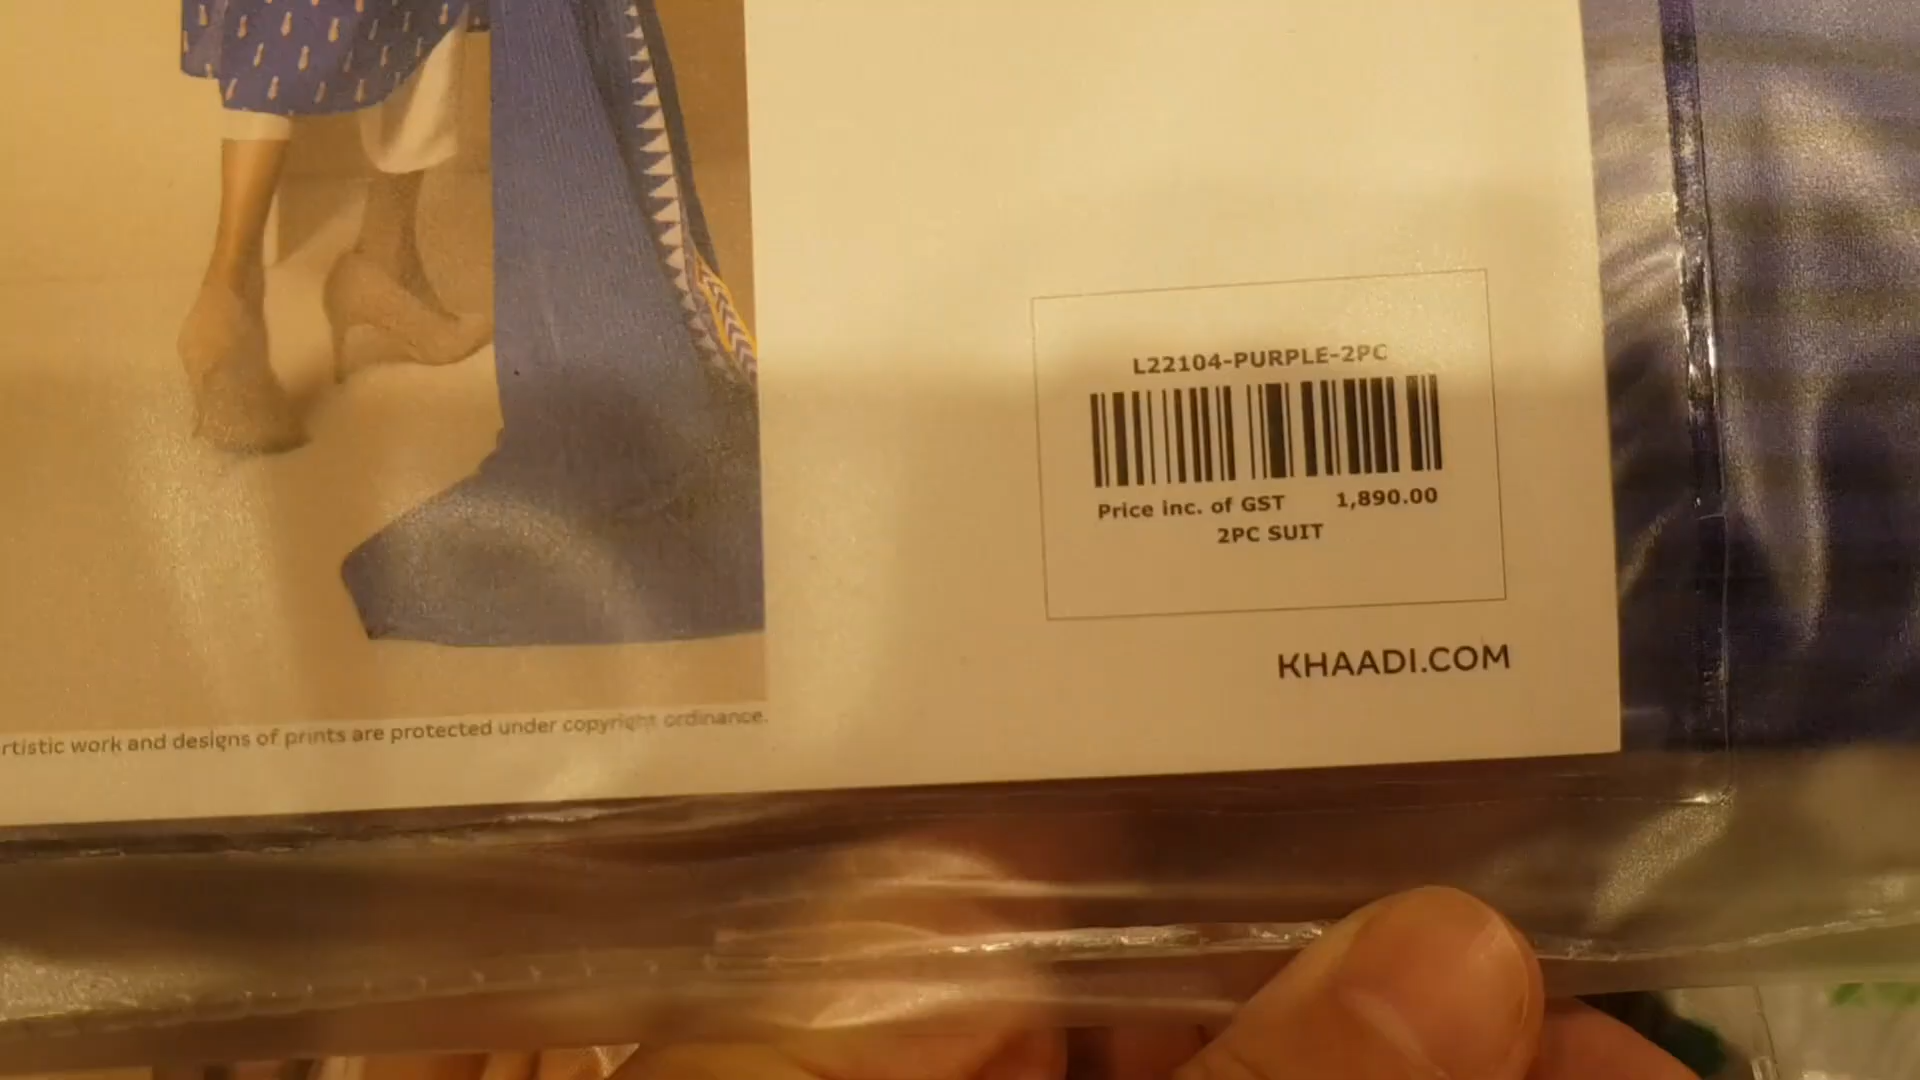 L22104-PURPLE-2PC
Price inc. of GST 1,890.00
2PC SUIT
KHAADI.COM
rtistic work and designs of prints are protected under copyright ordinance.